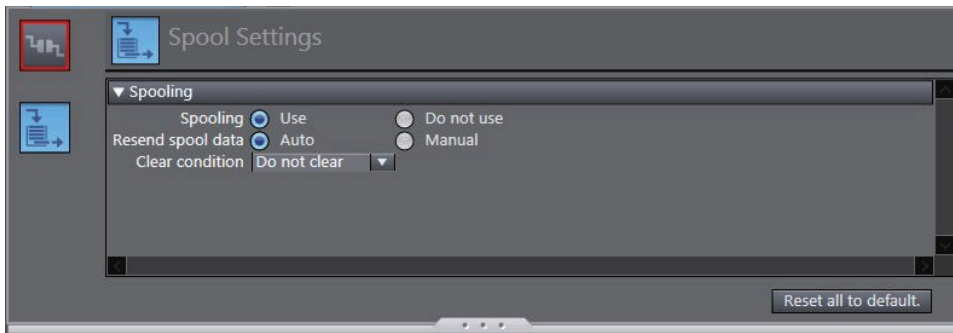 Spool Settings
▼ Spooling
Spooling Use Do not use
Resend spool data Auto Manual
Clear condition Do not clear
Reset all to default.